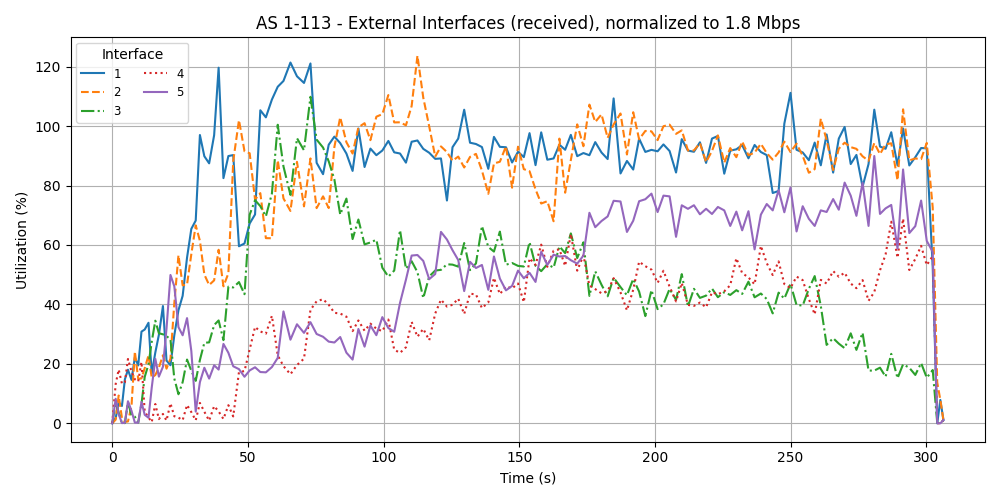 AS 1-113 - External Interfaces (received), normalized to 1.8 Mbps
Interface
1 4
2 5
3
Utilization (%)
120
100
80
60
40
20
0
0 50 100 150 200 250 300
Time (s)